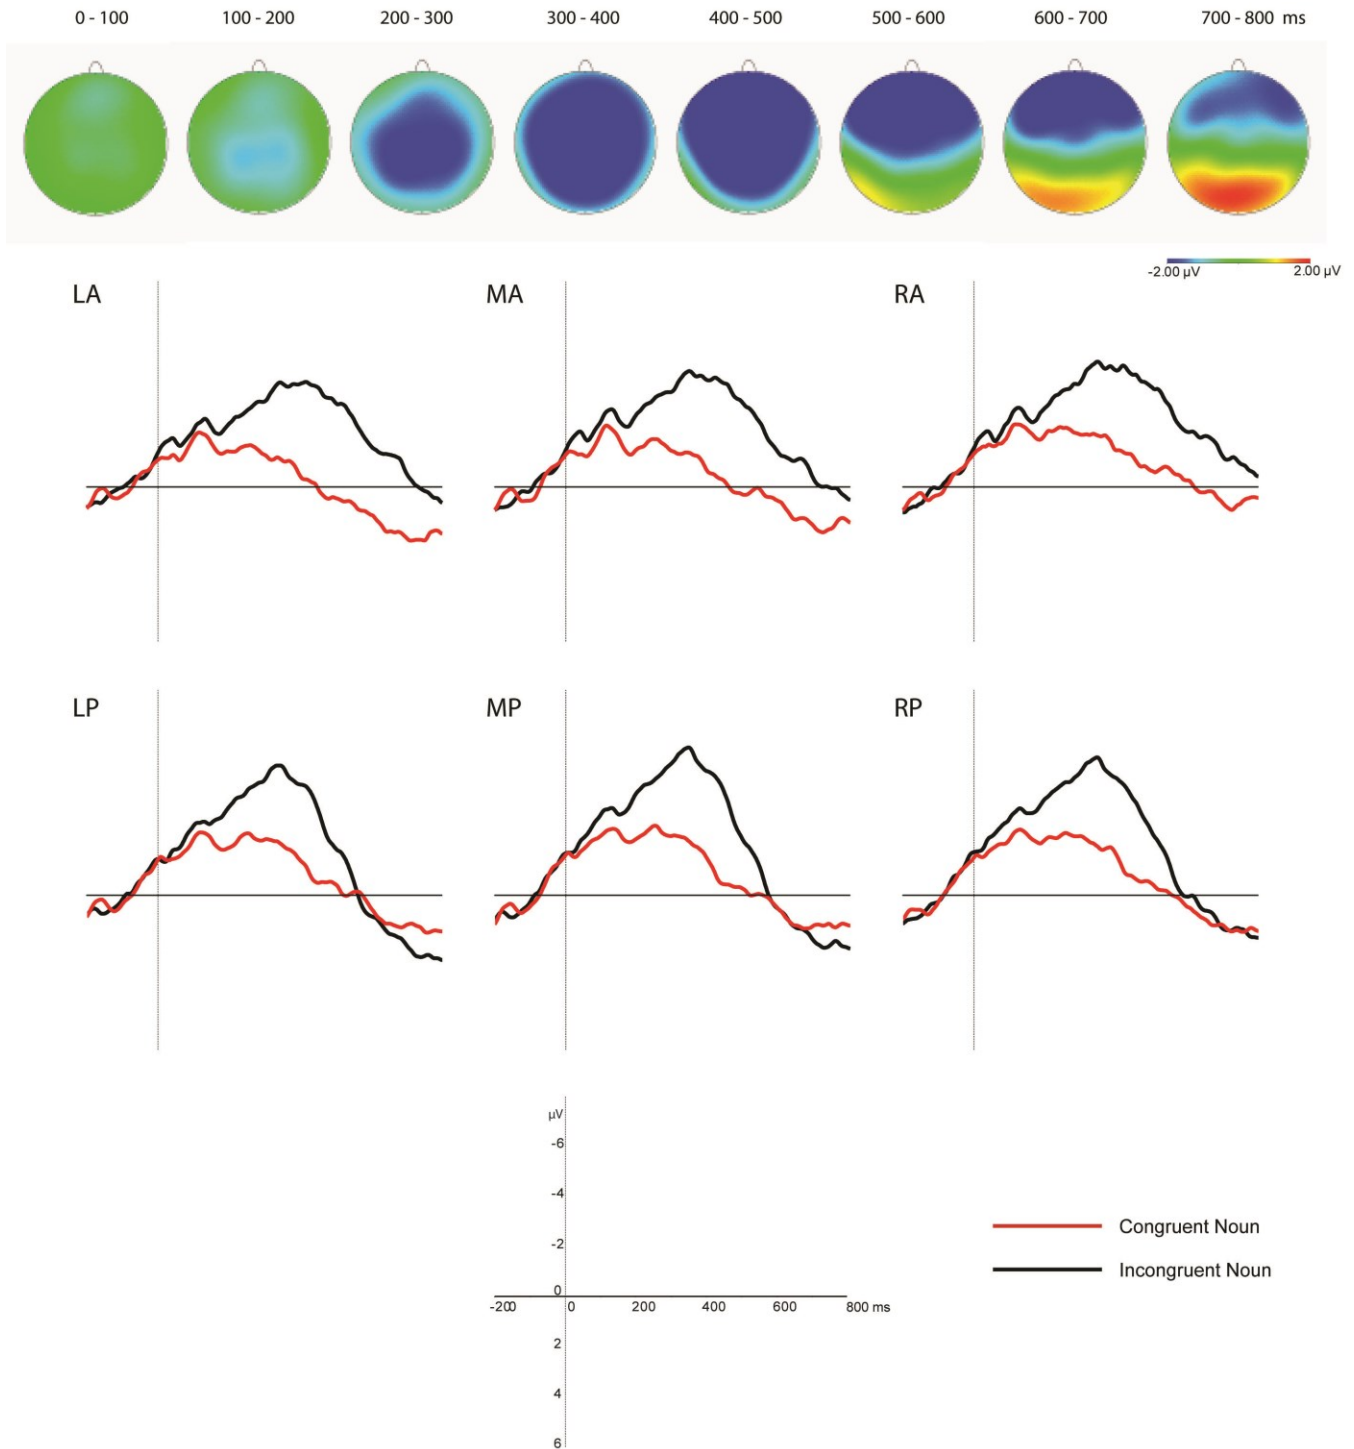 0 - 100 100 - 200 200 - 300 300 - 400 400 - 500 500 - 600 600 - 700 700 - 800 ms
-2.00 µV 2.00 µV
LA MA RA
LP MP RP
µV
-6
-4
-2
0
-200 0 200 400 600 800 ms
2
4
6
Congruent Noun
Incongruent Noun